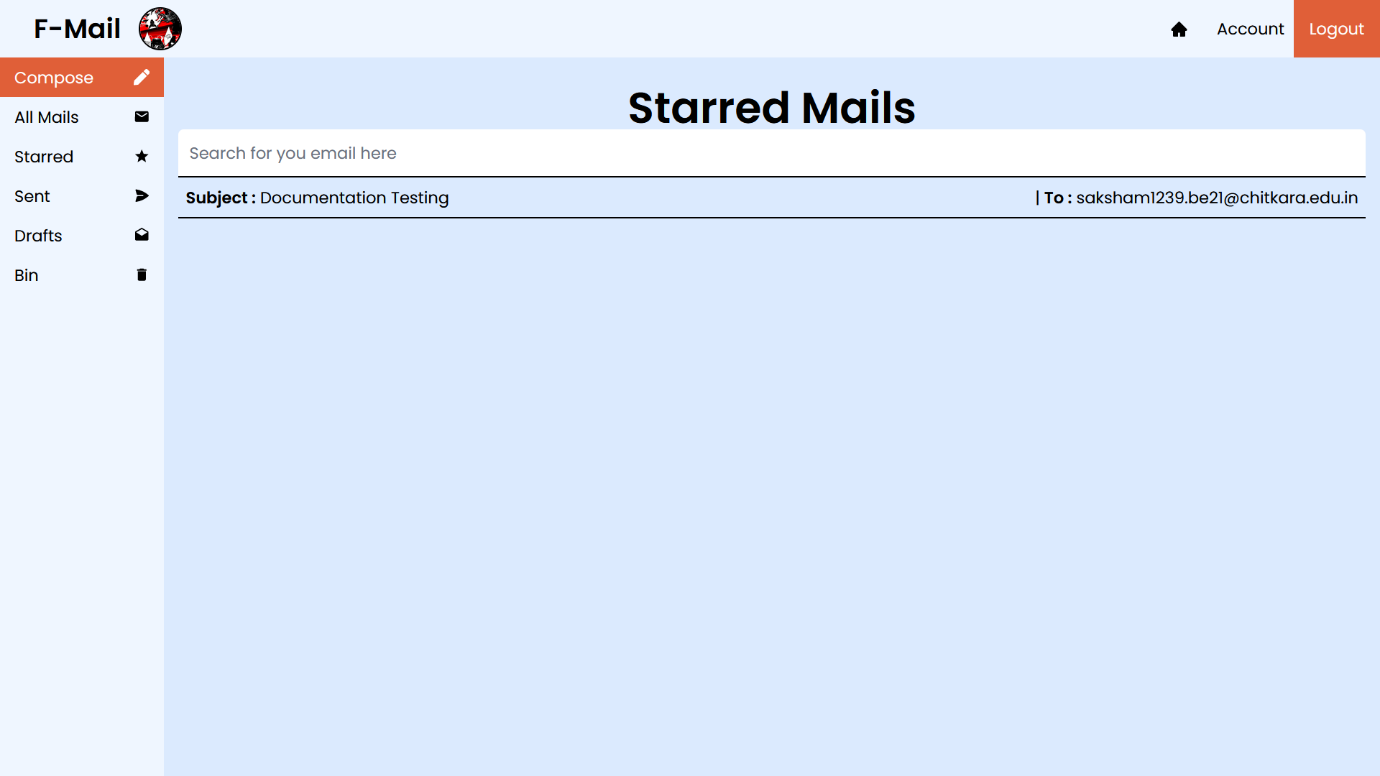 F-Mail
Account
Logout
Compose
All Mails
Starred
Sent
Drafts
Bin
Starred Mails
Search for you email here
Subject : Documentation Testing | To : saksham1239.be21@chitkara.edu.in